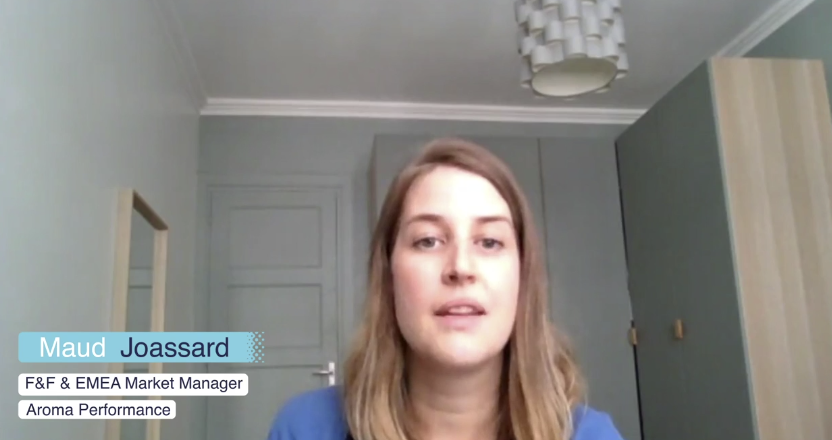 Maud Joassard
F&F & EMEA Market Manager
Aroma Performance